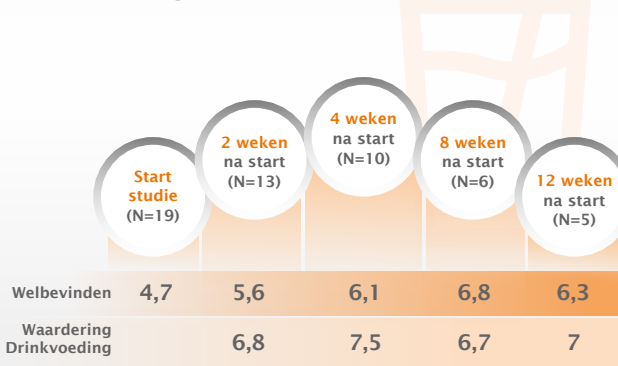 Start
studie
(N=19)
2 weken
na start
(N=13)
4 weken
na start
(N=10)
8 weken
na start
(N=6)
12 weken
na start
(N=5)
Welbevinden 4,7 5,6 6,1 6,8 6,3
Waardering
Drinkvoeding 6,8 7,5 6,7 7